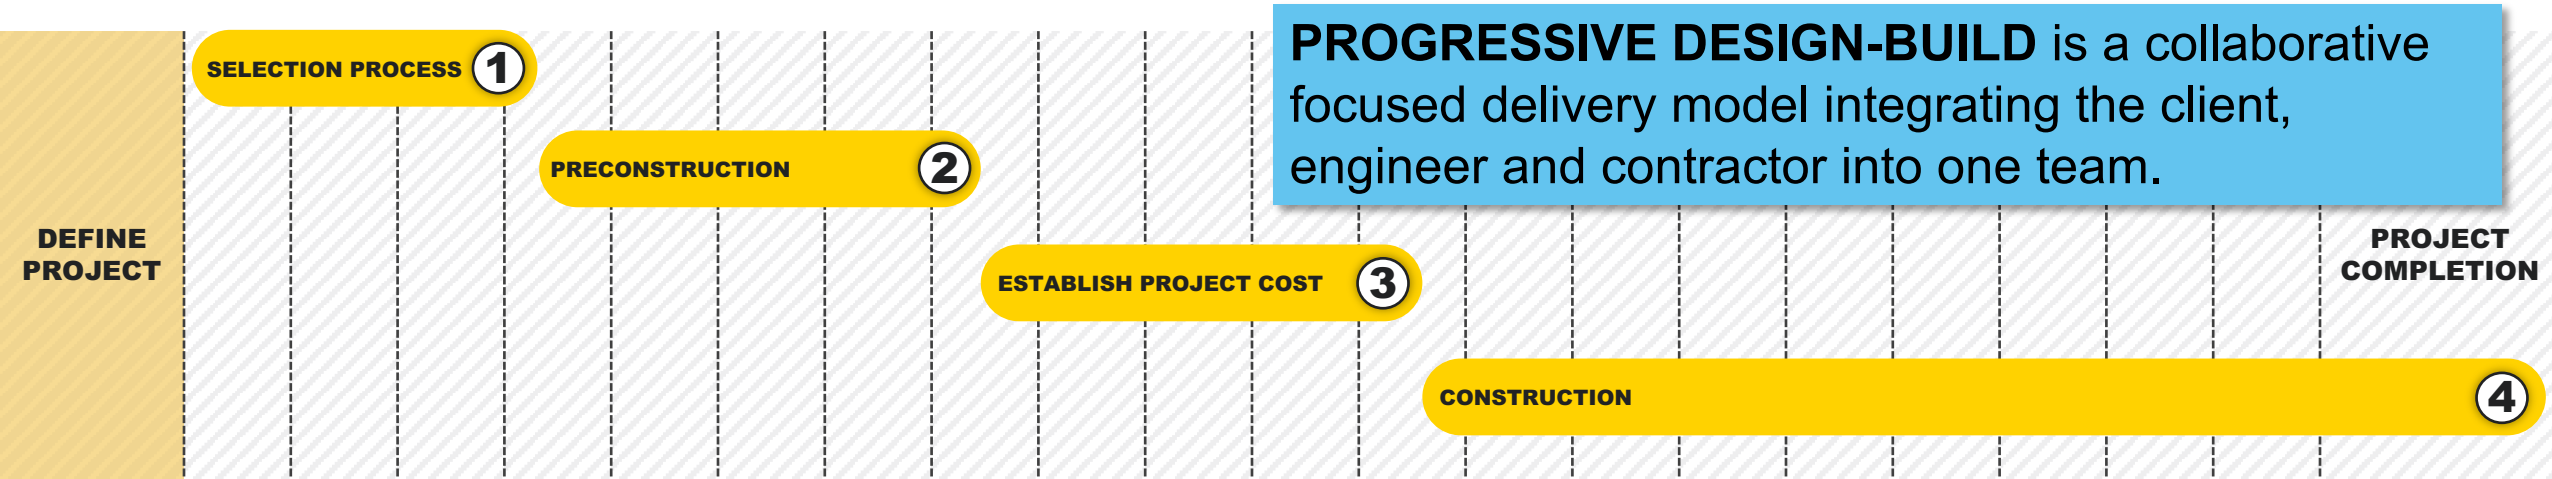 PROGRESSIVE DESIGN-BUILD is a collaborative
focused delivery model integrating the client,
engineer and contractor into one team.
SELECTION PROCESS 1
PRECONSTRUCTION 2
DEFINE
PROJECT
ESTABLISH PROJECT COST 3
PROJECT
COMPLETION
CONSTRUCTION 4